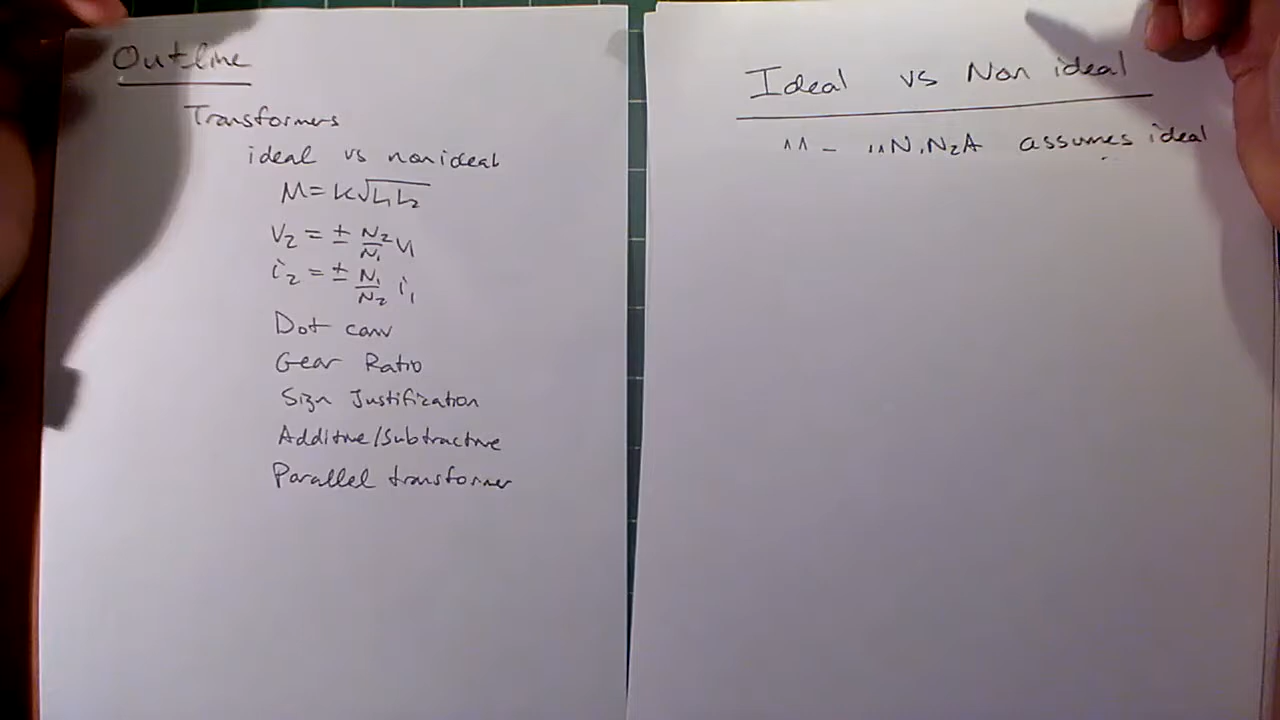 Outline
Transformers
ideal vs nonideal
M = k√L₁L₂
V₂ = ± N₂/N₁ V₁
i₂ = ± N₁/N₂ i₁
Dot conv
Gear Ratio
Sign Justification
Additive/Subtractive
Parallel transformer
Ideal vs Non ideal
N₁N₂A assumes ideal